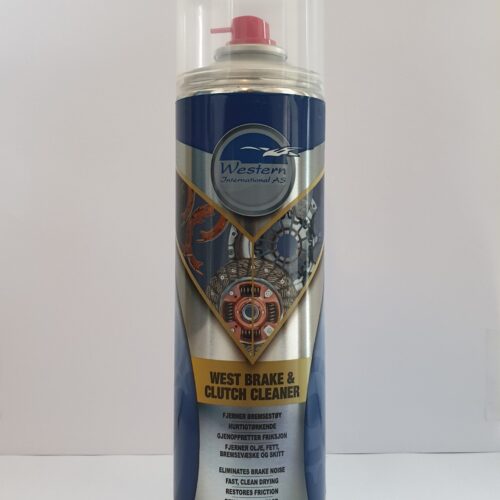 Western
International AS
WEST BRAKE &
CLUTCH CLEANER
FJERNER BREMSESTØY
HURTIGTØRKENDE
GJENOPPRETTER FRIKSJON
FJERNER OLJE, FETT,
BREMSEVÆSKE OG SKITT
ELIMINATES BRAKE NOISE
FAST, CLEAN DRYING
RESTORES FRICTION